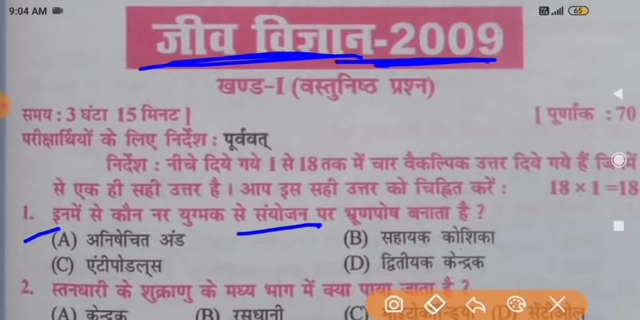 9:04 AM
65
जीव विज्ञान-2009
खण्ड-I (वस्तुनिष्ठ प्रश्न)
समय : 3 घंटा 15 मिनट ] [ पूर्णांक : 70
परीक्षार्थियों के लिए निर्देश : पूर्ववत्
निर्देश : नीचे दिये गये 1 से 18 तक में चार वैकल्पिक उत्तर दिये गये हैं
से एक ही सही उत्तर है। आप इस सही उत्तर को चिह्नित करें : 18 × 1 =18
1. इनमें से कौन नर युग्मक से संयोजन पर भ्रूणपोष बनाता है ?
(A) अनिषेचित अंड (B) सहायक कोशिका
(C) एंटीपोडल्स (D) द्वितीयक केन्द्रक
2. स्तनधारी के शुक्राणु के मध्य भाग में क्या पाया जाता है ?
(A) केन्द्रक (B) रसधानी (C)